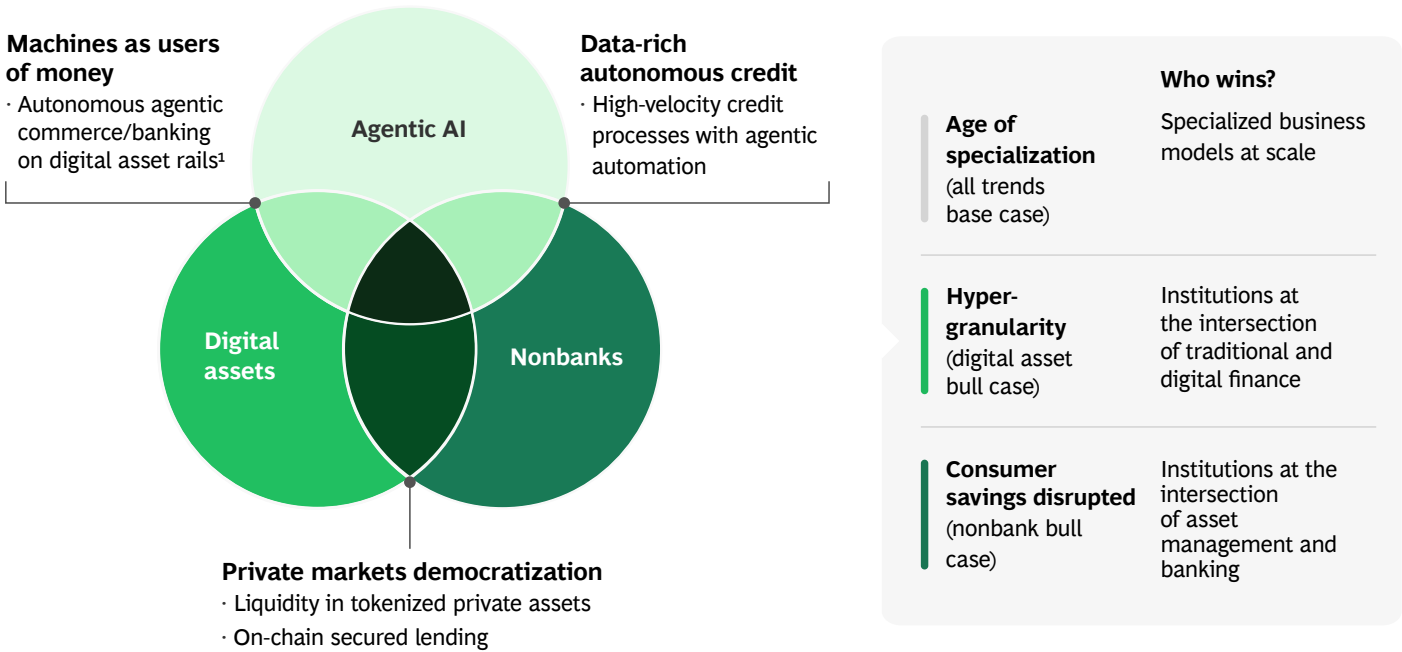 Machines as users
of money
· Autonomous agentic
commerce/banking
on digital asset rails¹
Agentic AI
Data-rich
autonomous credit
· High-velocity credit
processes with agentic
automation
Digital
assets
Nonbanks
Private markets democratization
· Liquidity in tokenized private assets
· On-chain secured lending
Who wins?
Age of
specialization
(all trends
base case)
Specialized business
models at scale
Hyper-
granularity
(digital asset
bull case)
Institutions at
the intersection
of traditional and
digital finance
Consumer
savings disrupted
(nonbank bull
case)
Institutions at the
intersection
of asset
management and
banking